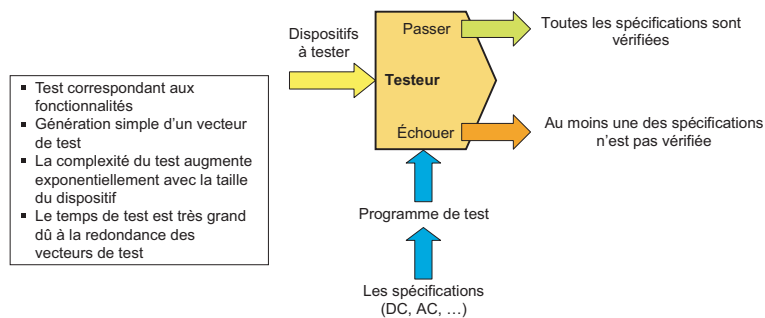 Dispositifs
à tester
Passer
Testeur
Échouer
Toutes les spécifications sont
vérifiées
Au moins une des spécifications
n’est pas vérifiée
▪ Test correspondant aux
fonctionnalités
▪ Génération simple d’un vecteur
de test
▪ La complexité du test augmente
exponentiellement avec la taille
du dispositif
▪ Le temps de test est très grand
dû à la redondance des
vecteurs de test
Programme de test
Les spécifications
(DC, AC, …)